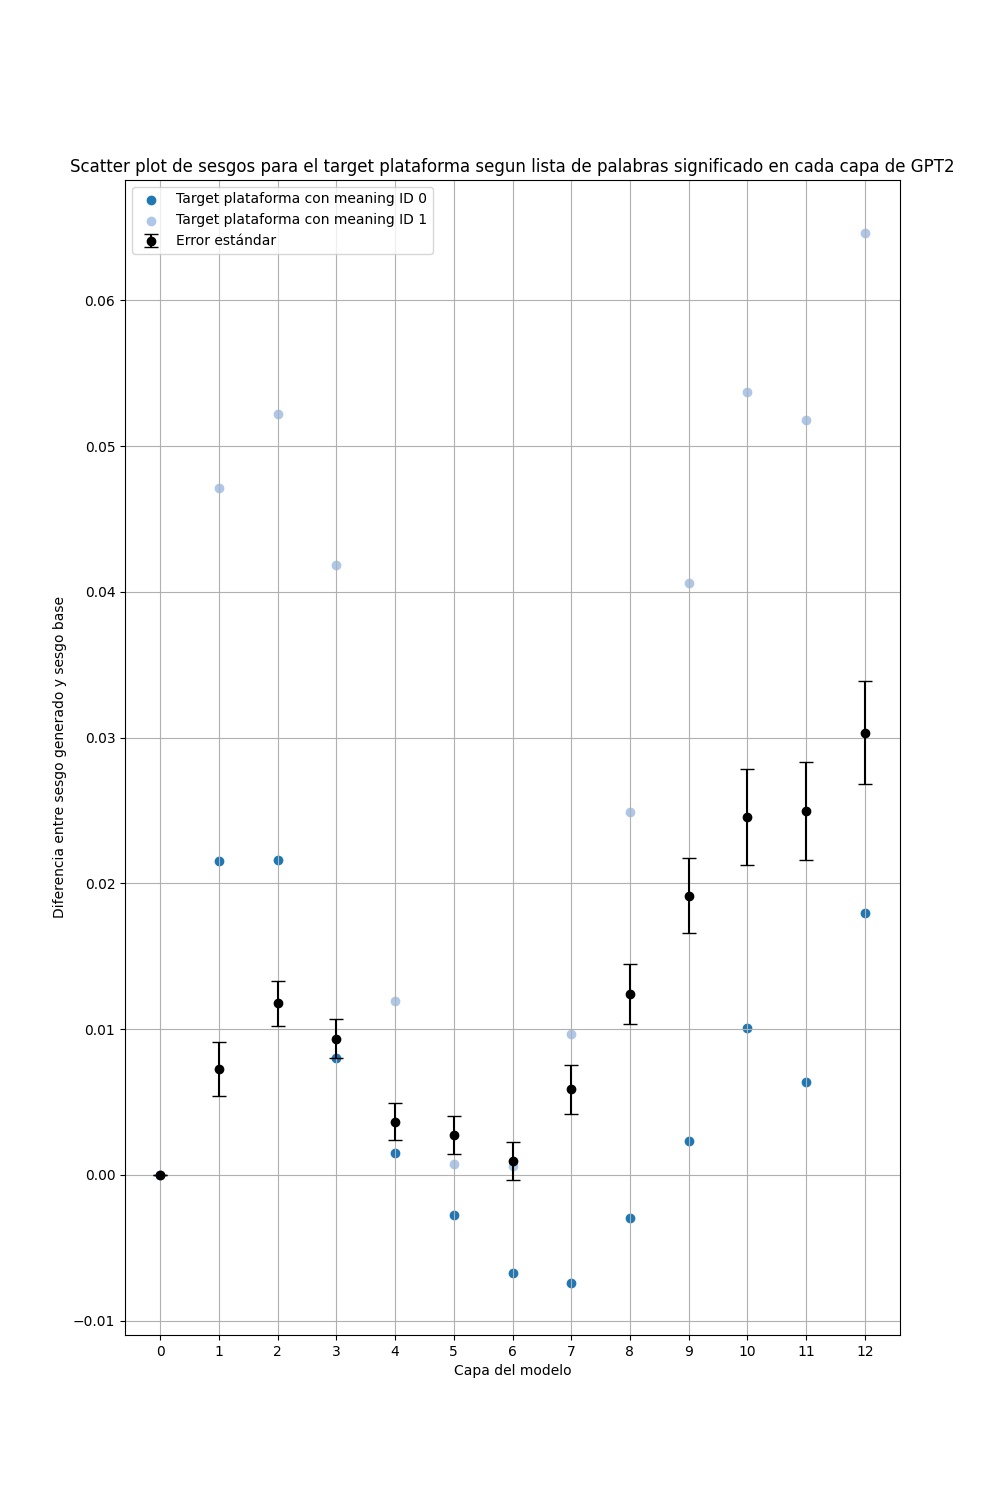 Scatter plot de sesgos para el target plataforma segun lista de palabras significado en cada capa de GPT2
Target plataforma con meaning ID 0
Target plataforma con meaning ID 1
Error estándar
0.06
0.05
0.04
0.03
0.02
0.01
0.00
−0.01
Diferencia entre sesgo generado y sesgo base
0 1 2 3 4 5 6 7 8 9 10 11 12
Capa del modelo